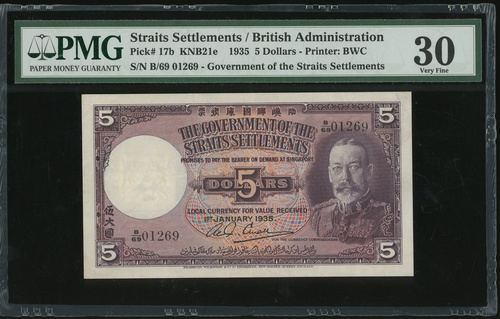 PMG
PAPER MONEY GUARANTY
Straits Settlements / British Administration
Pick# 17b KNB21e 1935 5 Dollars - Printer: BWC
S/N B/69 01269 - Government of the Straits Settlements
30
Very Fine
5
5
THE GOVERNMENT OF THE
STRAITS SETTLEMENTS
PROMISES TO PAY THE BEARER ON DEMAND AT SINGAPORE
B/69 01269
5
DOLLARS
LOCAL CURRENCY FOR VALUE RECEIVED
1ST JANUARY 1935.
B/69 01269
5
5